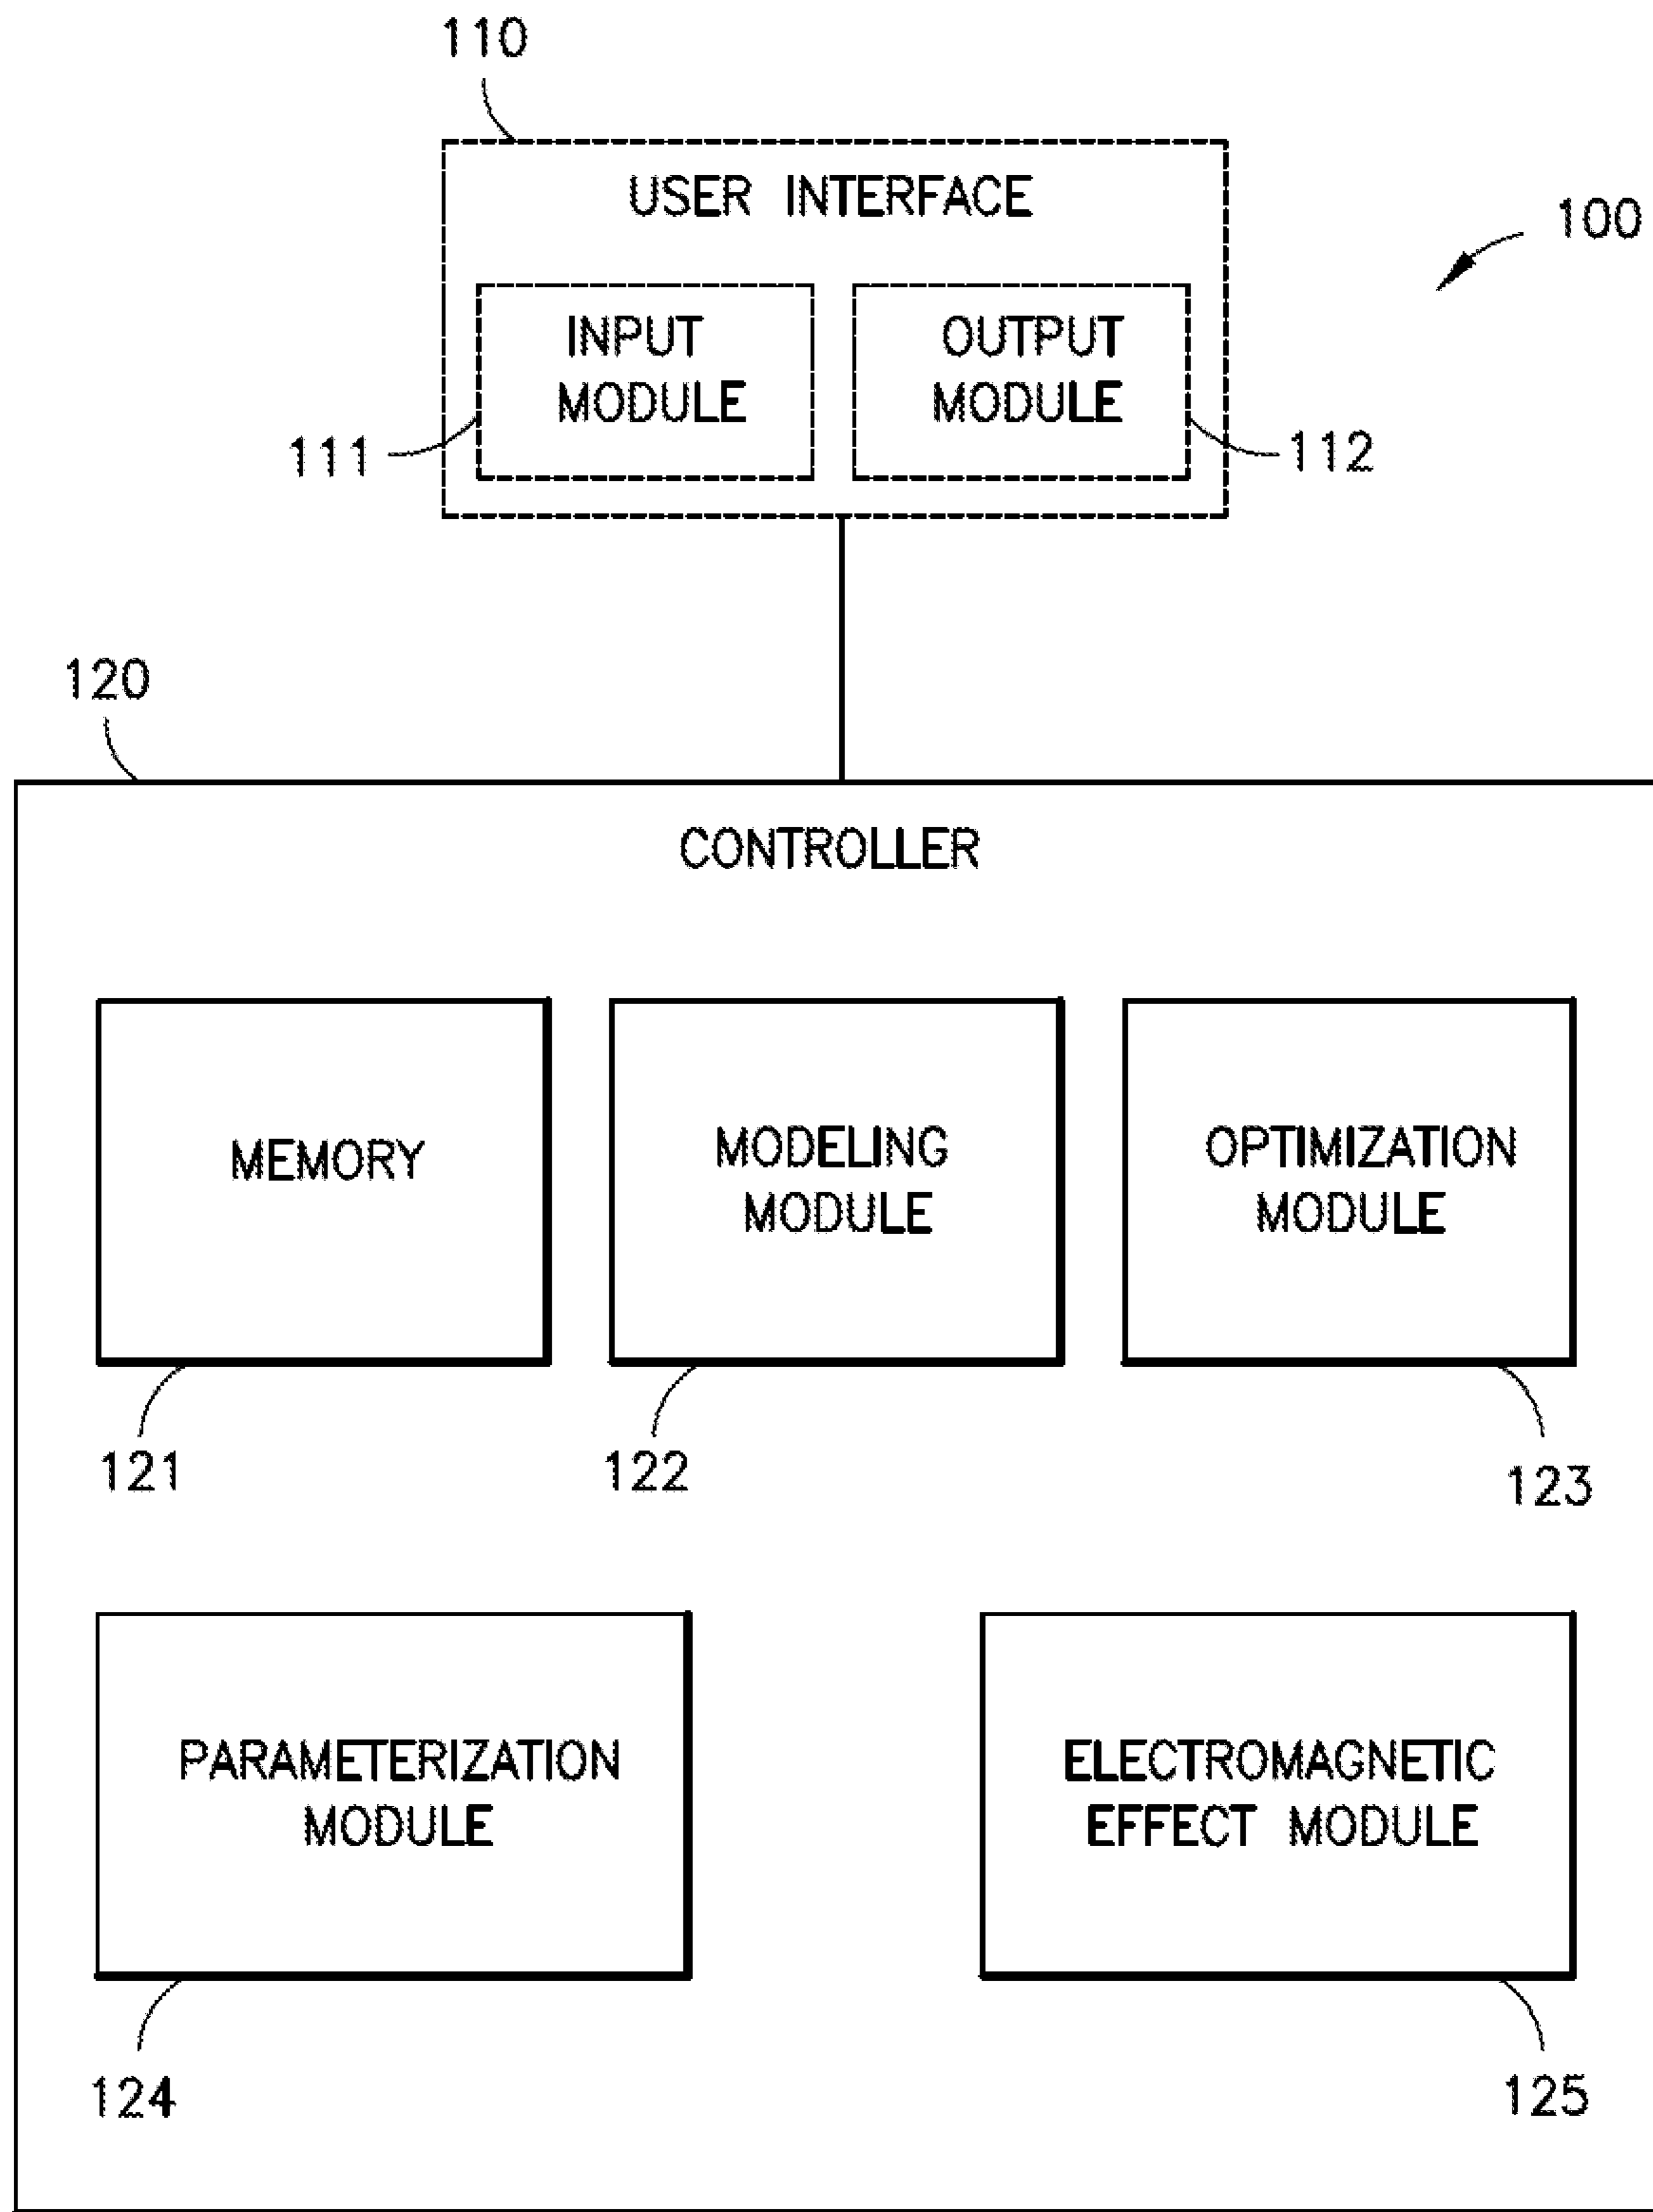 110
USER INTERFACE
100
INPUT
MODULE
OUTPUT
MODULE
111
112
120
CONTROLLER
MEMORY
MODELING
MODULE
OPTIMIZATION
MODULE
121
122
123
PARAMETERIZATION
MODULE
ELECTROMAGNETIC
EFFECT MODULE
124
125